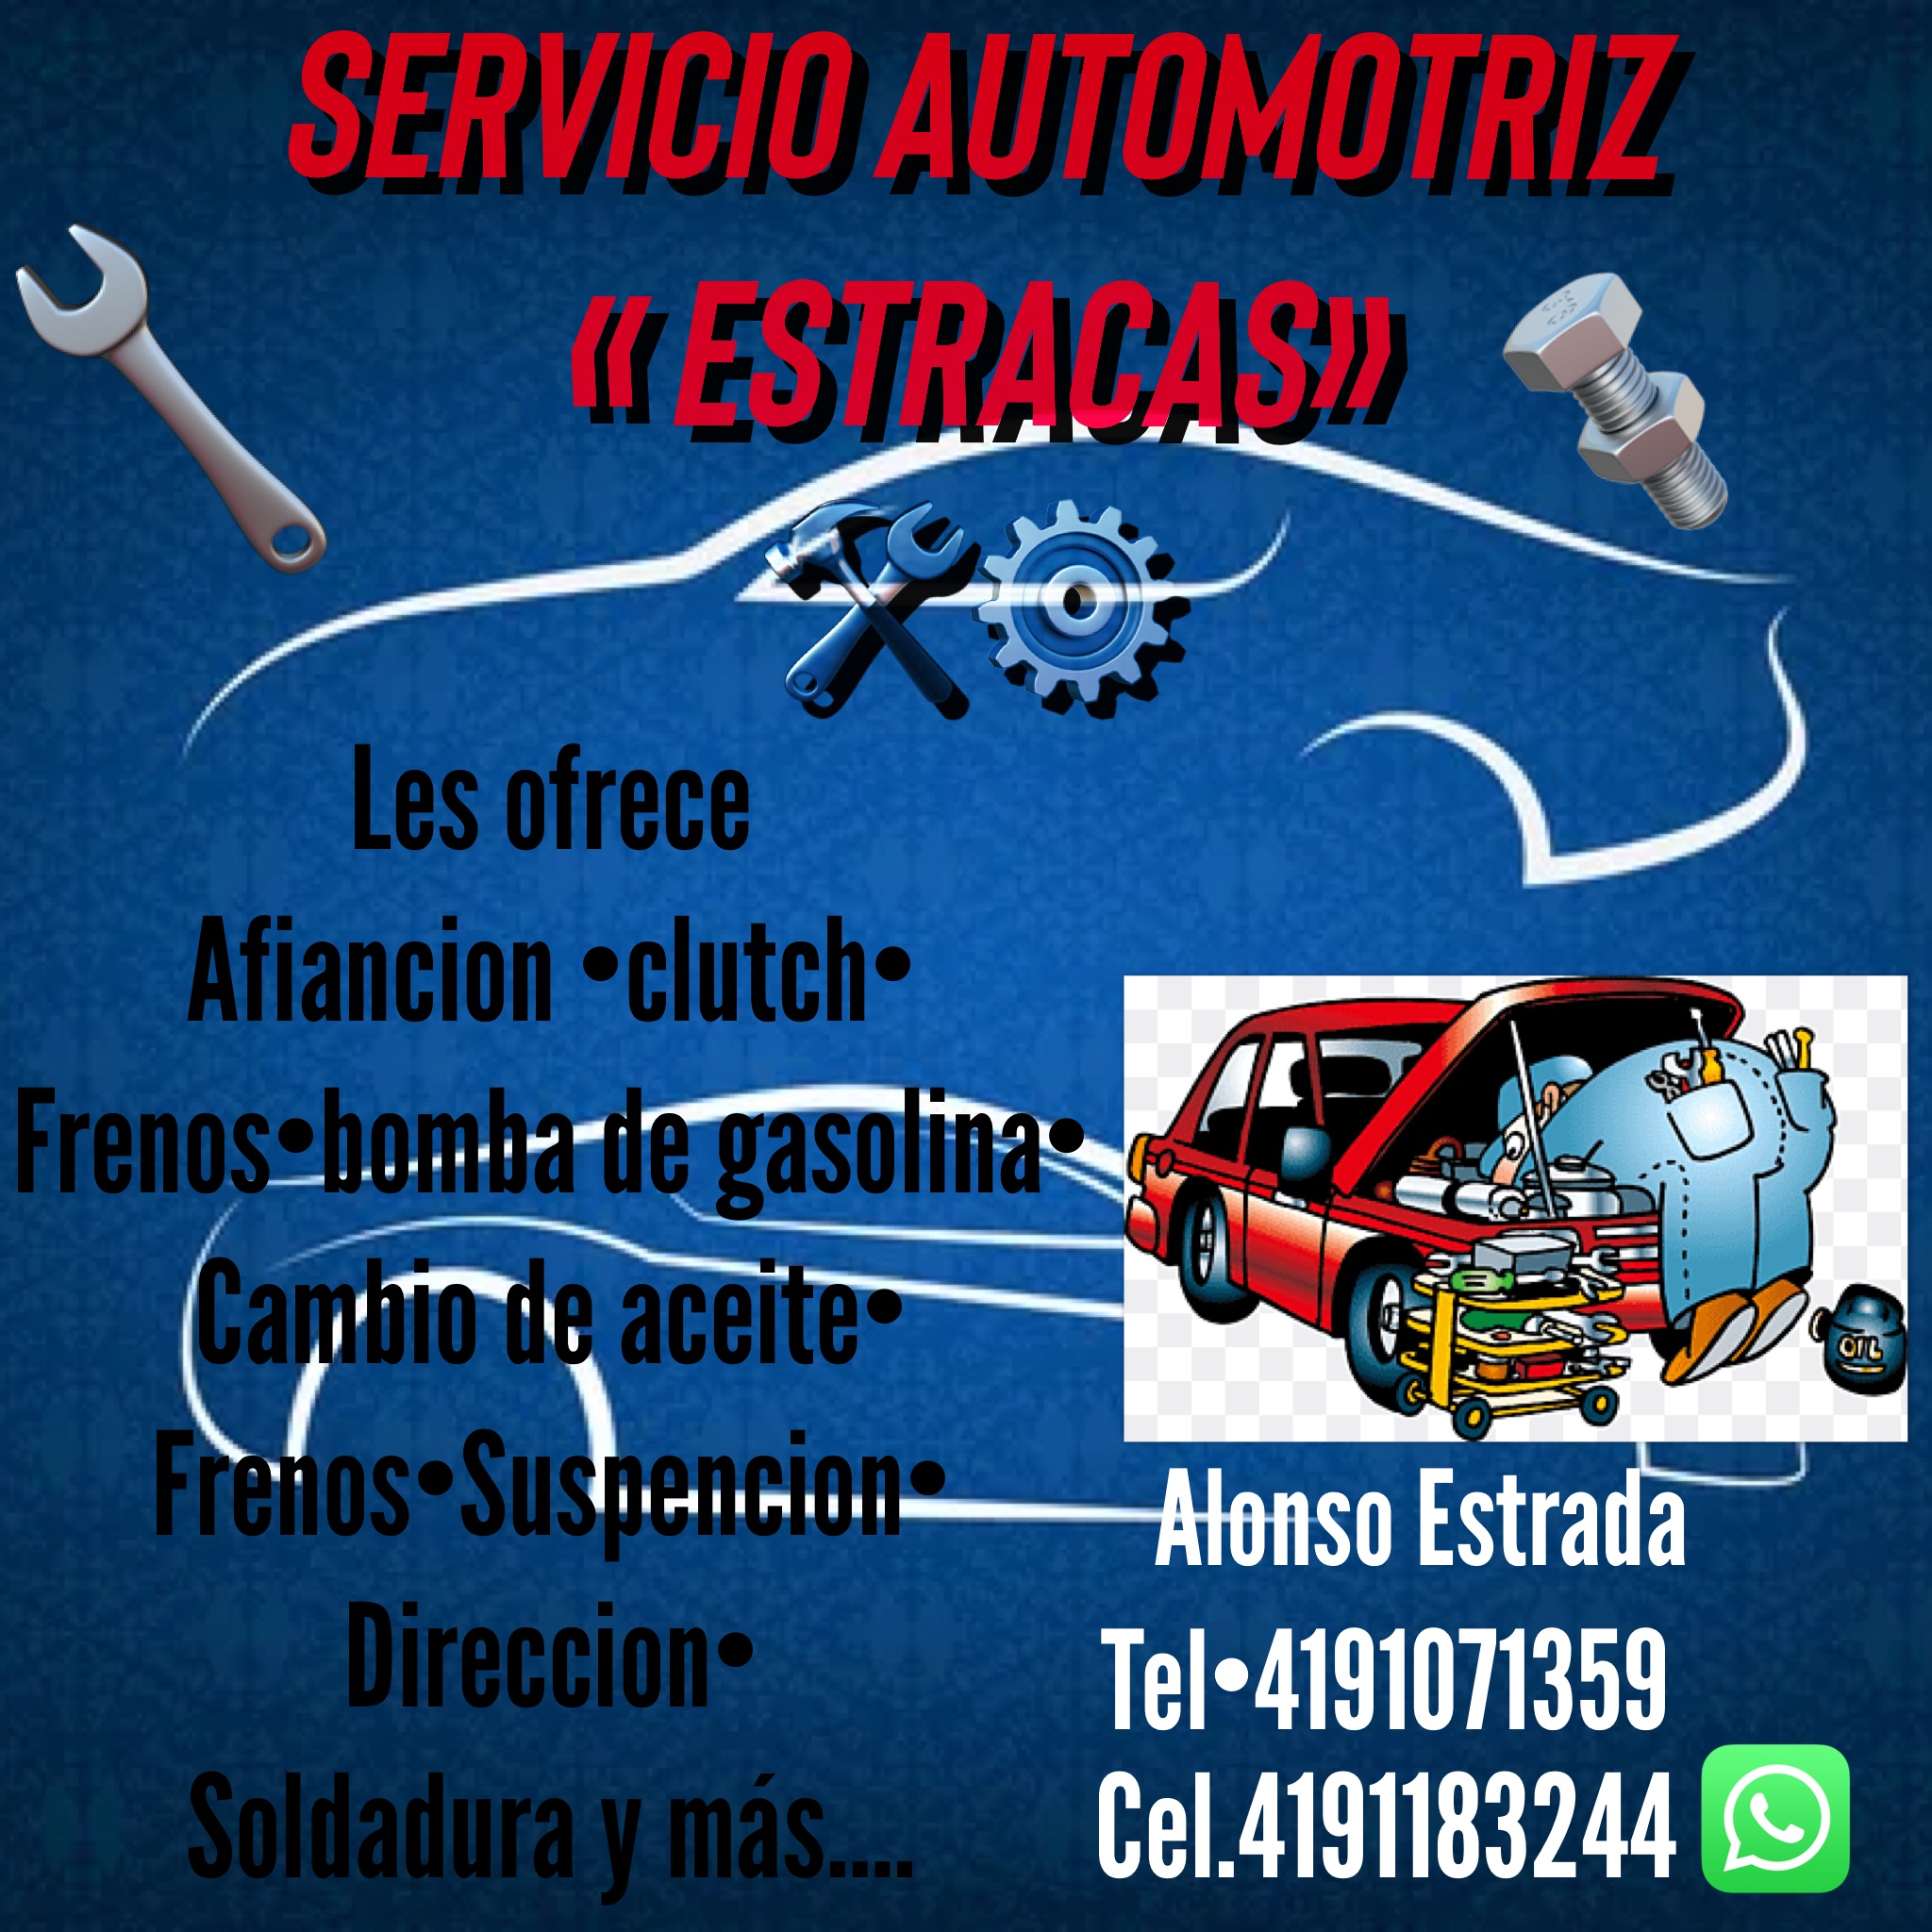 SERVICIO AUTOMOTRIZ
« ESTRACAS»
Les ofrece
Afiancion •clutch•
Frenos•bomba de gasolina•
Cambio de aceite•
Frenos•Suspencion•
Direccion•
Soldadura y más....
OIL
Alonso Estrada
Tel•4191071359
Cel.4191183244